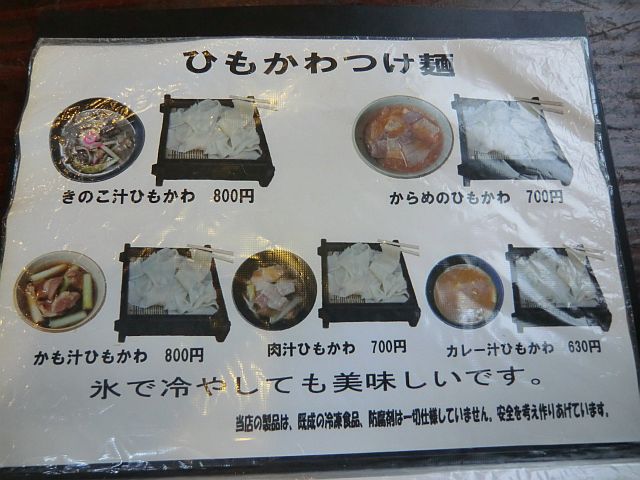 ひもかわつけ麺
きのこ汁ひもかわ 800円
からめのひもかわ 700円
かも汁ひもかわ 800円
肉汁ひもかわ 700円
カレー汁ひもかわ 630円
氷で冷やしても美味しいです。
当店の製品は、既成の冷凍食品、防腐剤は一切仕様していません。安全を考え作りあげています。